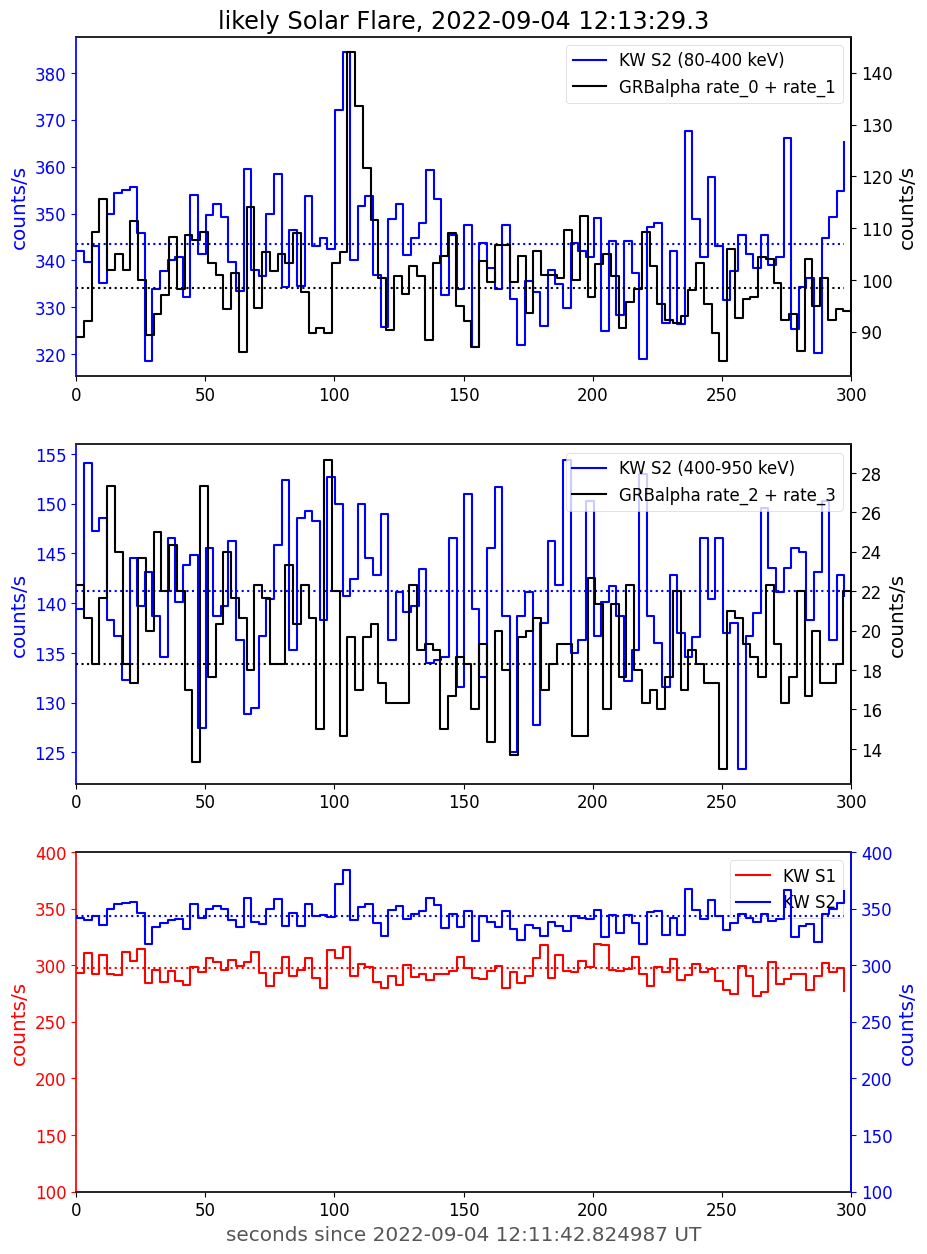 likely Solar Flare, 2022-09-04 12:13:29.3
KW S2 (80-400 keV)
GRBalpha rate_0 + rate_1
counts/s
380
370
360
350
340
330
320
counts/s
140
130
120
110
100
90
0 50 100 150 200 250 300
KW S2 (400-950 keV)
GRBalpha rate_2 + rate_3
counts/s
155
150
145
140
135
130
125
counts/s
28
26
24
22
20
18
16
14
0 50 100 150 200 250 300
KW S1
KW S2
counts/s
400
350
300
250
200
150
100
counts/s
400
350
300
250
200
150
100
0 50 100 150 200 250 300
seconds since 2022-09-04 12:11:42.824987 UT